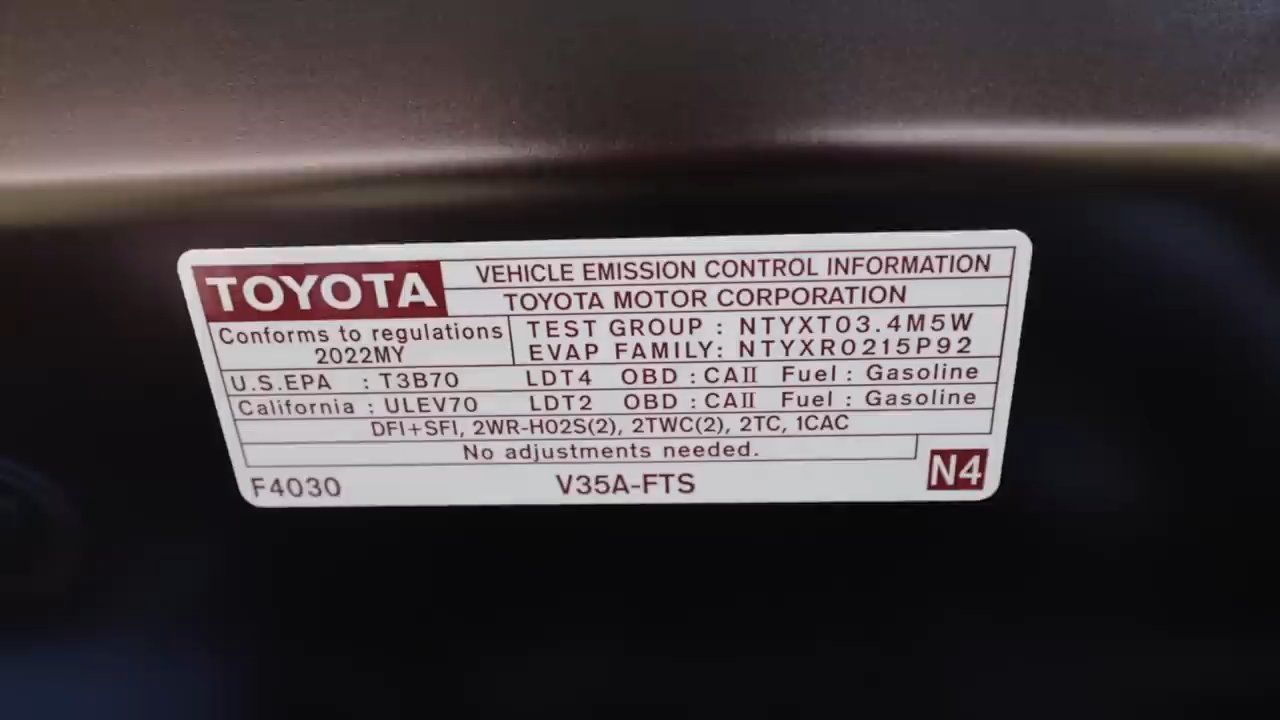 TOYOTA
VEHICLE EMISSION CONTROL INFORMATION
TOYOTA MOTOR CORPORATION
Conforms to regulations
2022MY
TEST GROUP : NTYXT03.4M5W
EVAP FAMILY: NTYXR0215P92
U.S.EPA : T3B70 LDT4 OBD : CAII Fuel : Gasoline
California : ULEV70 LDT2 OBD : CAII Fuel : Gasoline
DFI+SFI, 2WR-HO2S(2), 2TWC(2), 2TC, 1CAC
No adjustments needed.
F4030 V35A-FTS N4